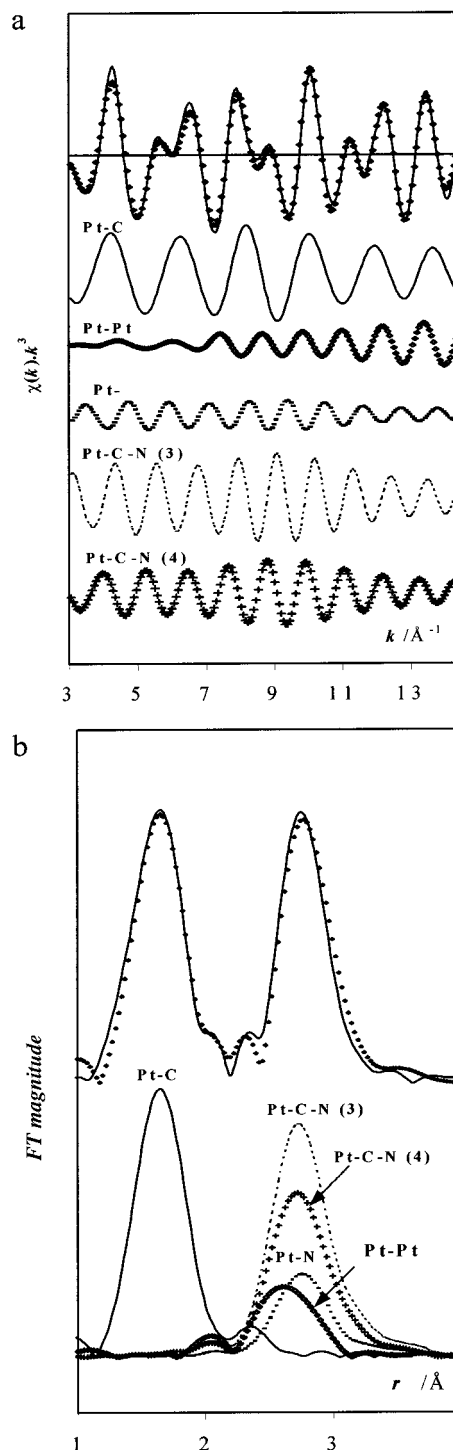 a
χ(k).k³
Pt-C
Pt-Pt
Pt-
Pt-C-N (3)
Pt-C-N (4)
k /Å⁻¹
3 5 7 9 11 13
b
FT magnitude
Pt-C
Pt-C-N (3)
Pt-C-N (4)
Pt-N
Pt-Pt
r /Å
1 2 3